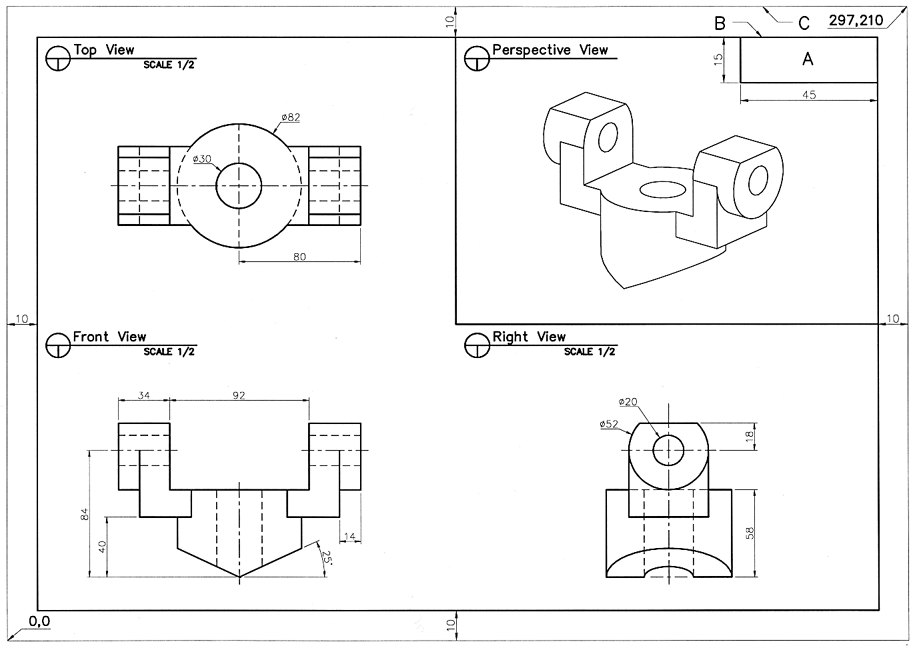 10
B
C
297,210
Top View
SCALE 1/2
Perspective View
15
A
45
ø82
ø30
80
10
10
Front View
SCALE 1/2
Right View
SCALE 1/2
34
92
84
40
14
25°
ø20
ø52
18
58
0,0
10